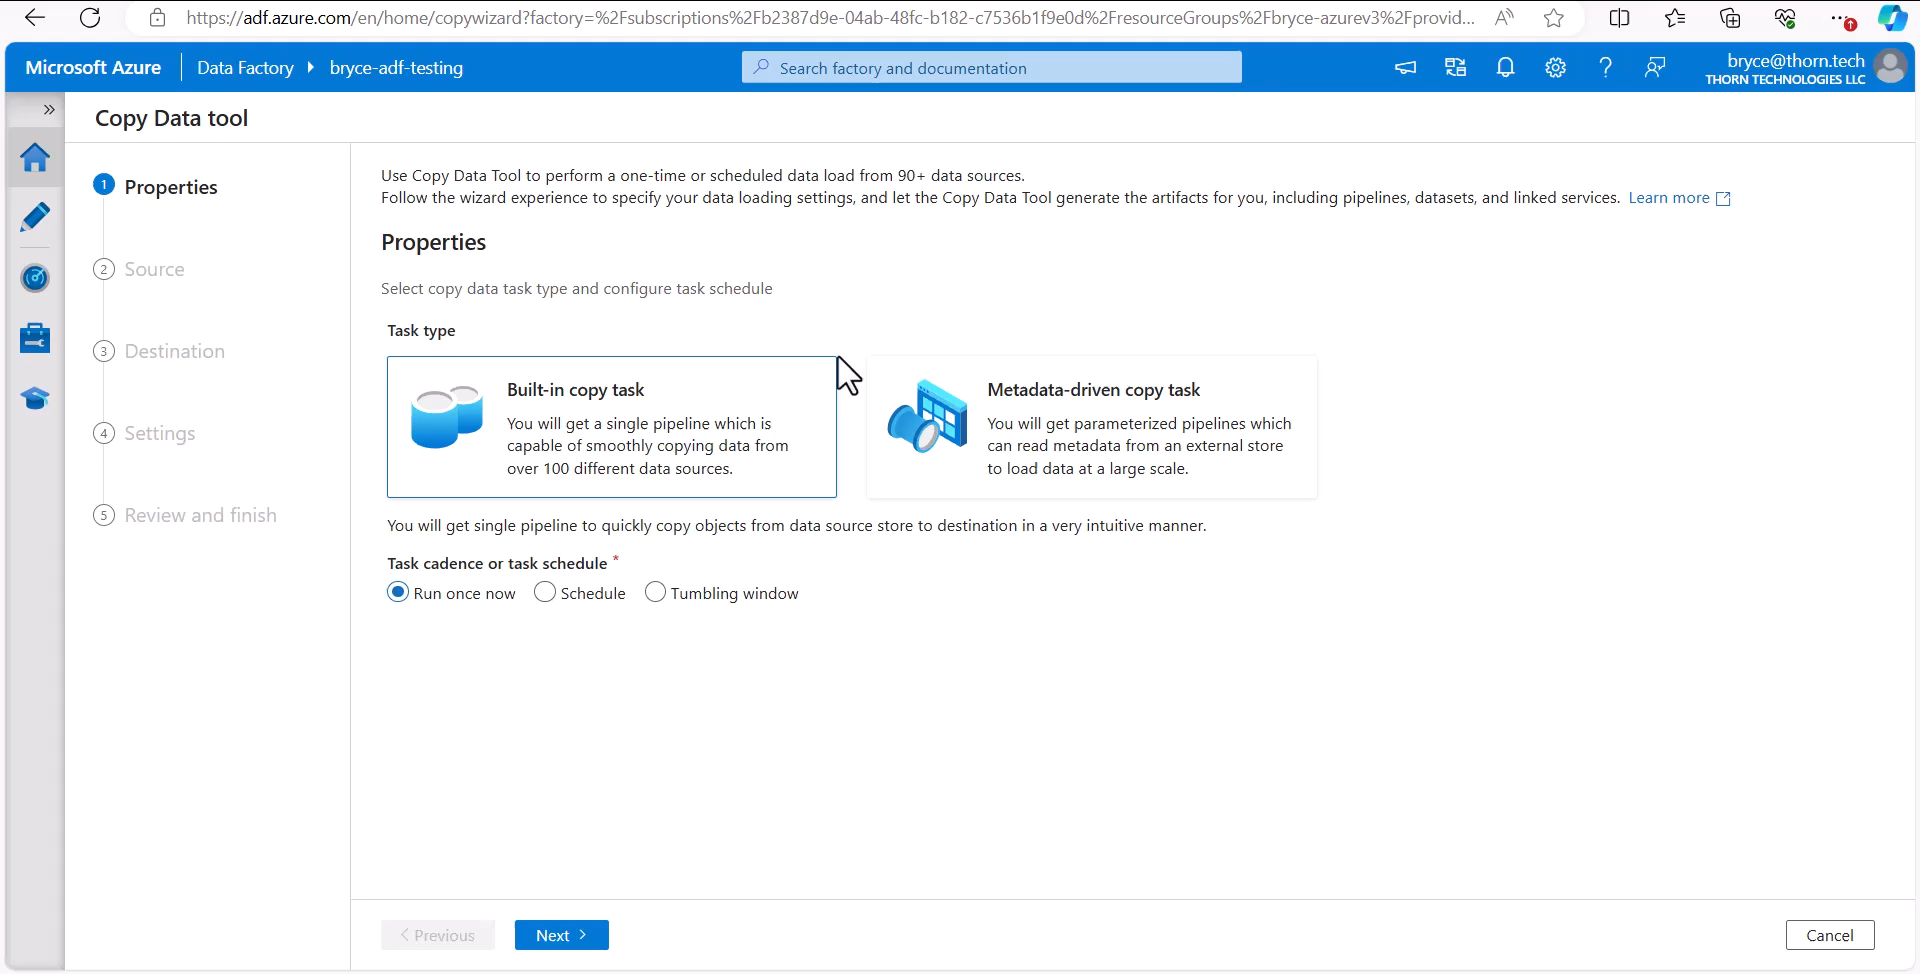 https://adf.azure.com/en/home/copywizard?factory=%2Fsubscriptions%2Fb2387d9e-04ab-48fc-b182-c7536b1f9e0d%2FresourceGroups%2Fbryce-azurev3%2Fprovid...
Microsoft Azure
Data Factory
bryce-adf-testing
Search factory and documentation
bryce@thorn.tech
THORN TECHNOLOGIES LLC
Copy Data tool
1 Properties
2 Source
3 Destination
4 Settings
5 Review and finish
Use Copy Data Tool to perform a one-time or scheduled data load from 90+ data sources.
Follow the wizard experience to specify your data loading settings, and let the Copy Data Tool generate the artifacts for you, including pipelines, datasets, and linked services. Learn more
Properties
Select copy data task type and configure task schedule
Task type
Built-in copy task
You will get a single pipeline which is
capable of smoothly copying data from
over 100 different data sources.
Metadata-driven copy task
You will get parameterized pipelines which
can read metadata from an external store
to load data at a large scale.
You will get single pipeline to quickly copy objects from data source store to destination in a very intuitive manner.
Task cadence or task schedule *
Run once now
Schedule
Tumbling window
< Previous
Next >
Cancel